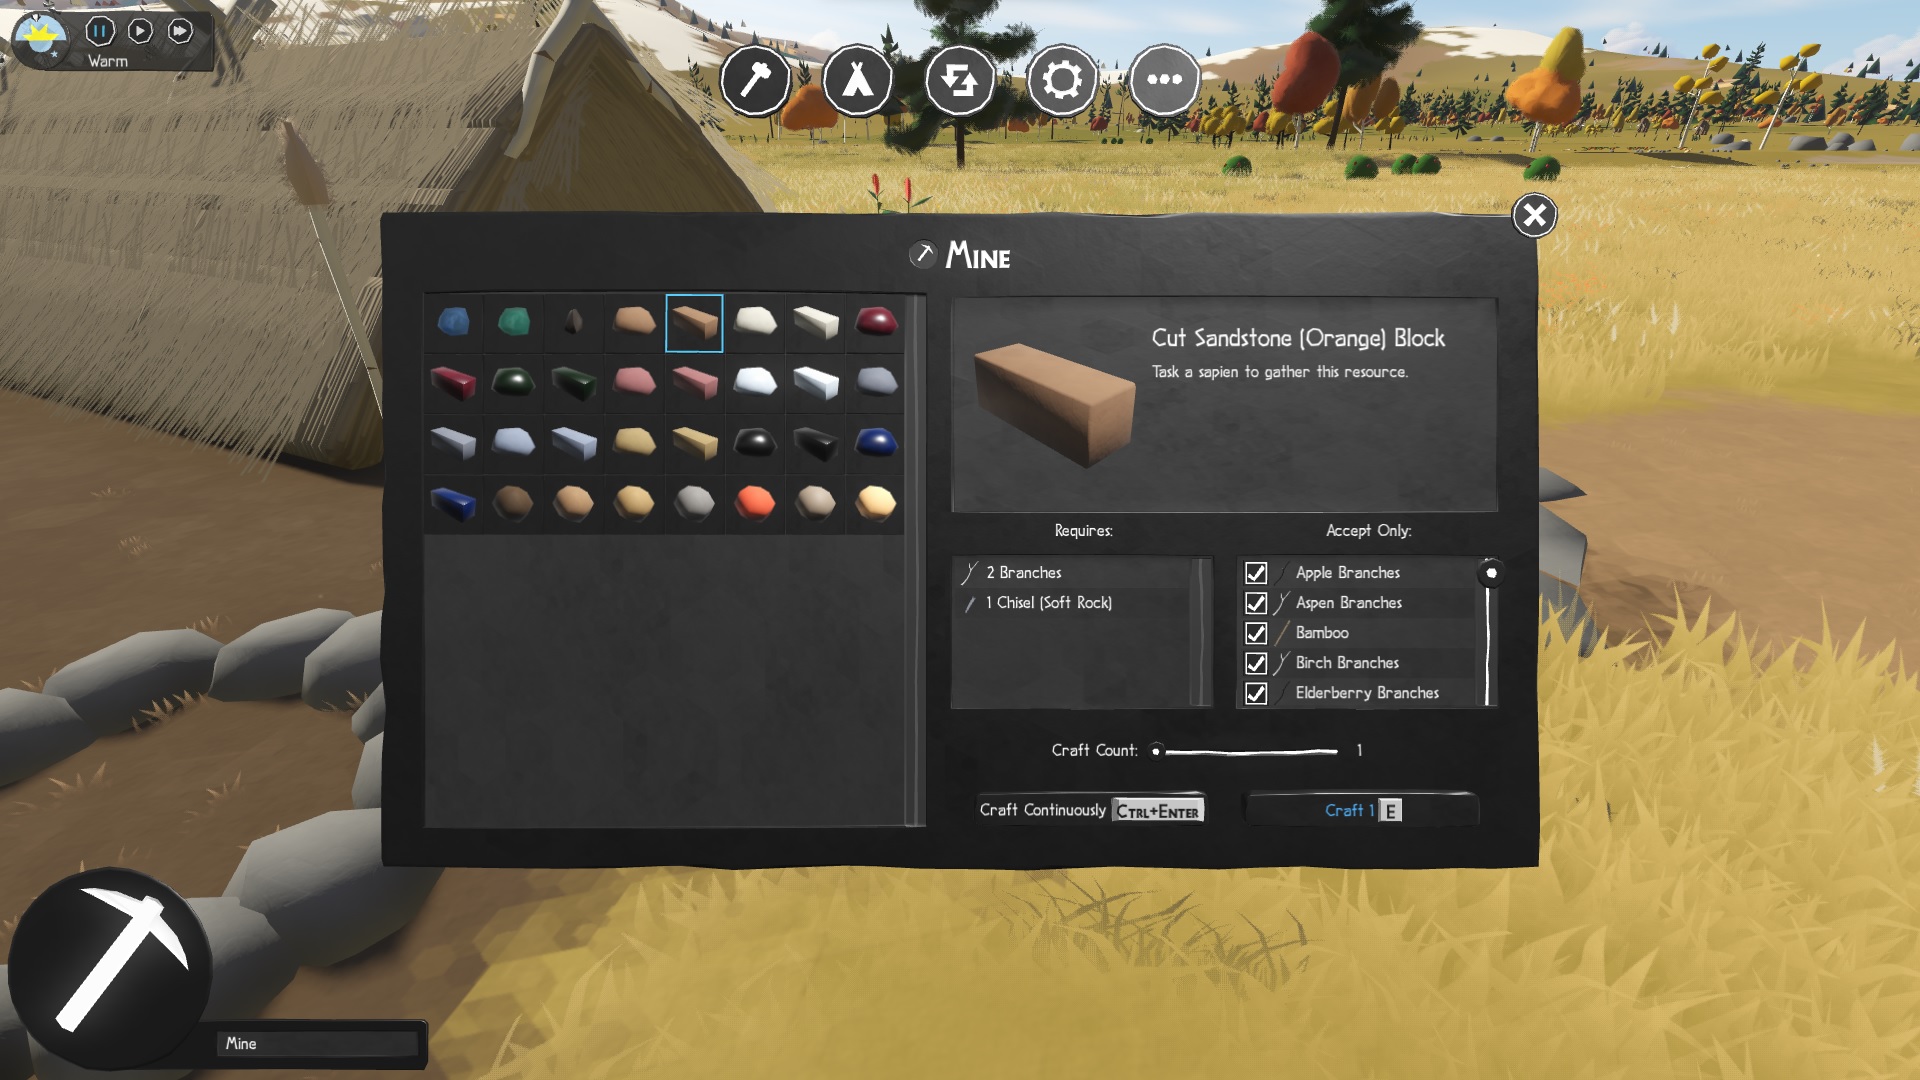 Warm
Mine
Cut Sandstone (Orange) Block
Task a sapien to gather this resource.
Requires:
2 Branches
1 Chisel (Soft Rock)
Accept Only:
Apple Branches
Aspen Branches
Bamboo
Birch Branches
Elderberry Branches
Craft Count: 1
Craft Continuously Ctrl+Enter
Craft 1 E
Mine